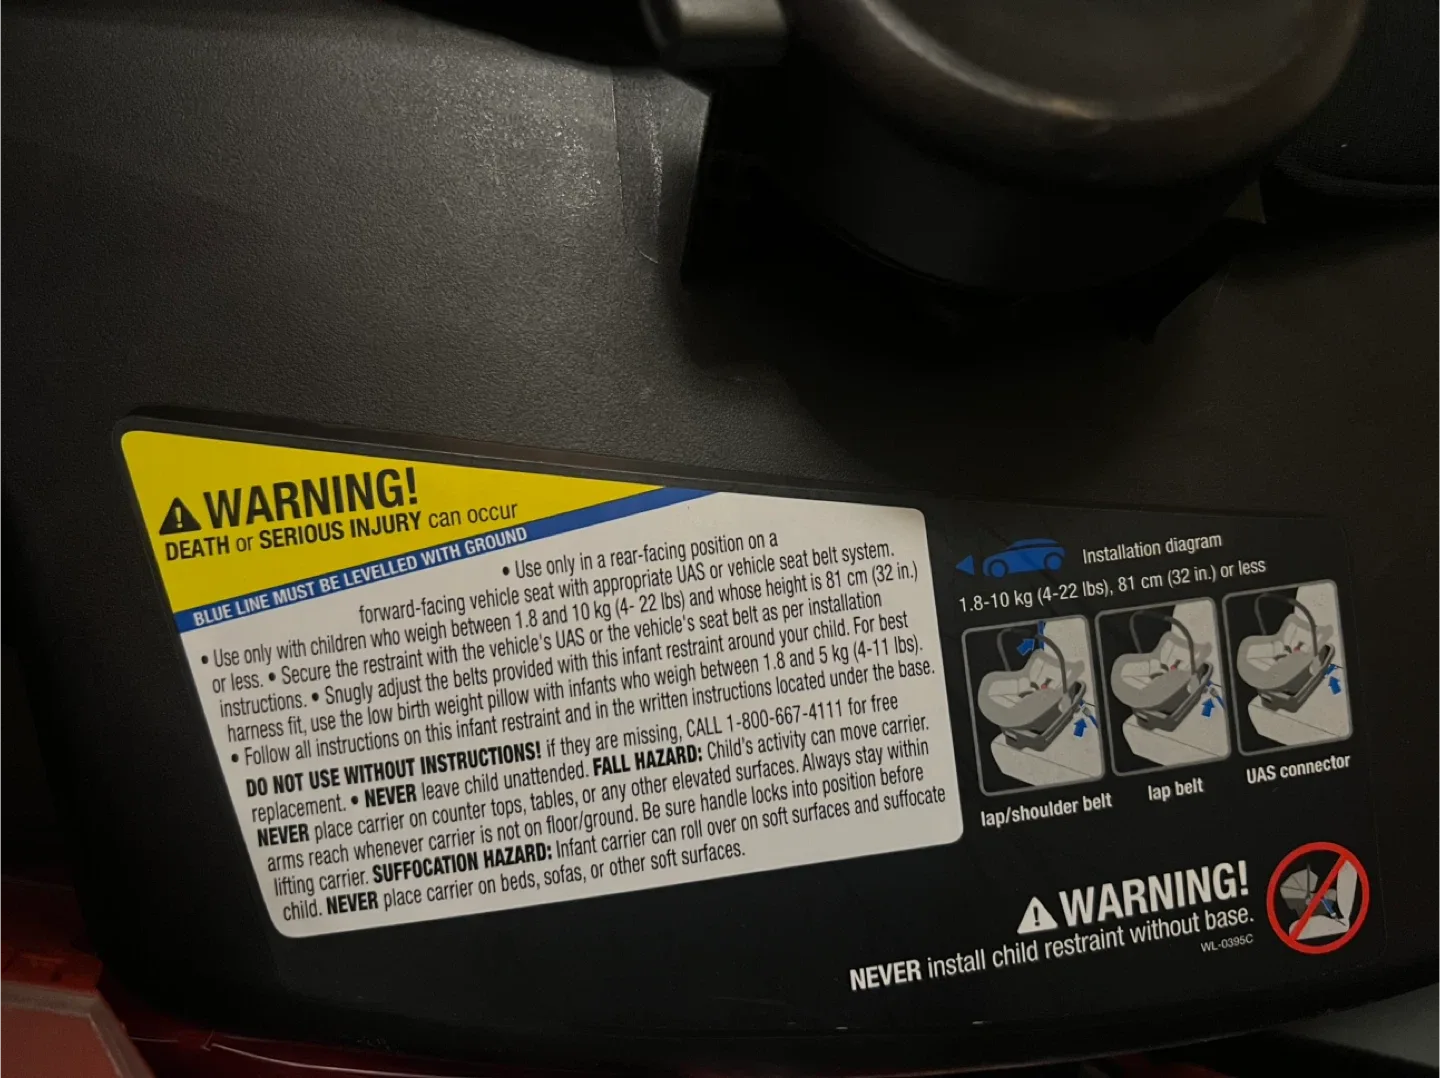 WARNING!
DEATH or SERIOUS INJURY can occur
BLUE LINE MUST BE LEVELLED WITH GROUND
• Use only in a rear-facing position on a
forward-facing vehicle seat with appropriate UAS or vehicle seat belt system.
• Use only with children who weigh between 1.8 and 10 kg (4- 22 lbs) and whose height is 81 cm (32 in.)
or less. • Secure the restraint with the vehicle's UAS or the vehicle's seat belt as per installation
instructions. • Snugly adjust the belts provided with this infant restraint around your child. For best
harness fit, use the low birth weight pillow with infants who weigh between 1.8 and 5 kg (4-11 lbs).
• Follow all instructions on this infant restraint and in the written instructions located under the base.
DO NOT USE WITHOUT INSTRUCTIONS! if they are missing, CALL 1-800-667-4111 for free
replacement. • NEVER leave child unattended. FALL HAZARD: Child's activity can move carrier.
NEVER place carrier on counter tops, tables, or any other elevated surfaces. Always stay within
arms reach whenever carrier is not on floor/ground. Be sure handle locks into position before
lifting carrier. SUFFOCATION HAZARD: Infant carrier can roll over on soft surfaces and suffocate
child. NEVER place carrier on beds, sofas, or other soft surfaces.
Installation diagram
1.8-10 kg (4-22 lbs), 81 cm (32 in.) or less
lap/shoulder belt
lap belt
UAS connector
WARNING!
NEVER install child restraint without base.
WL-0395C